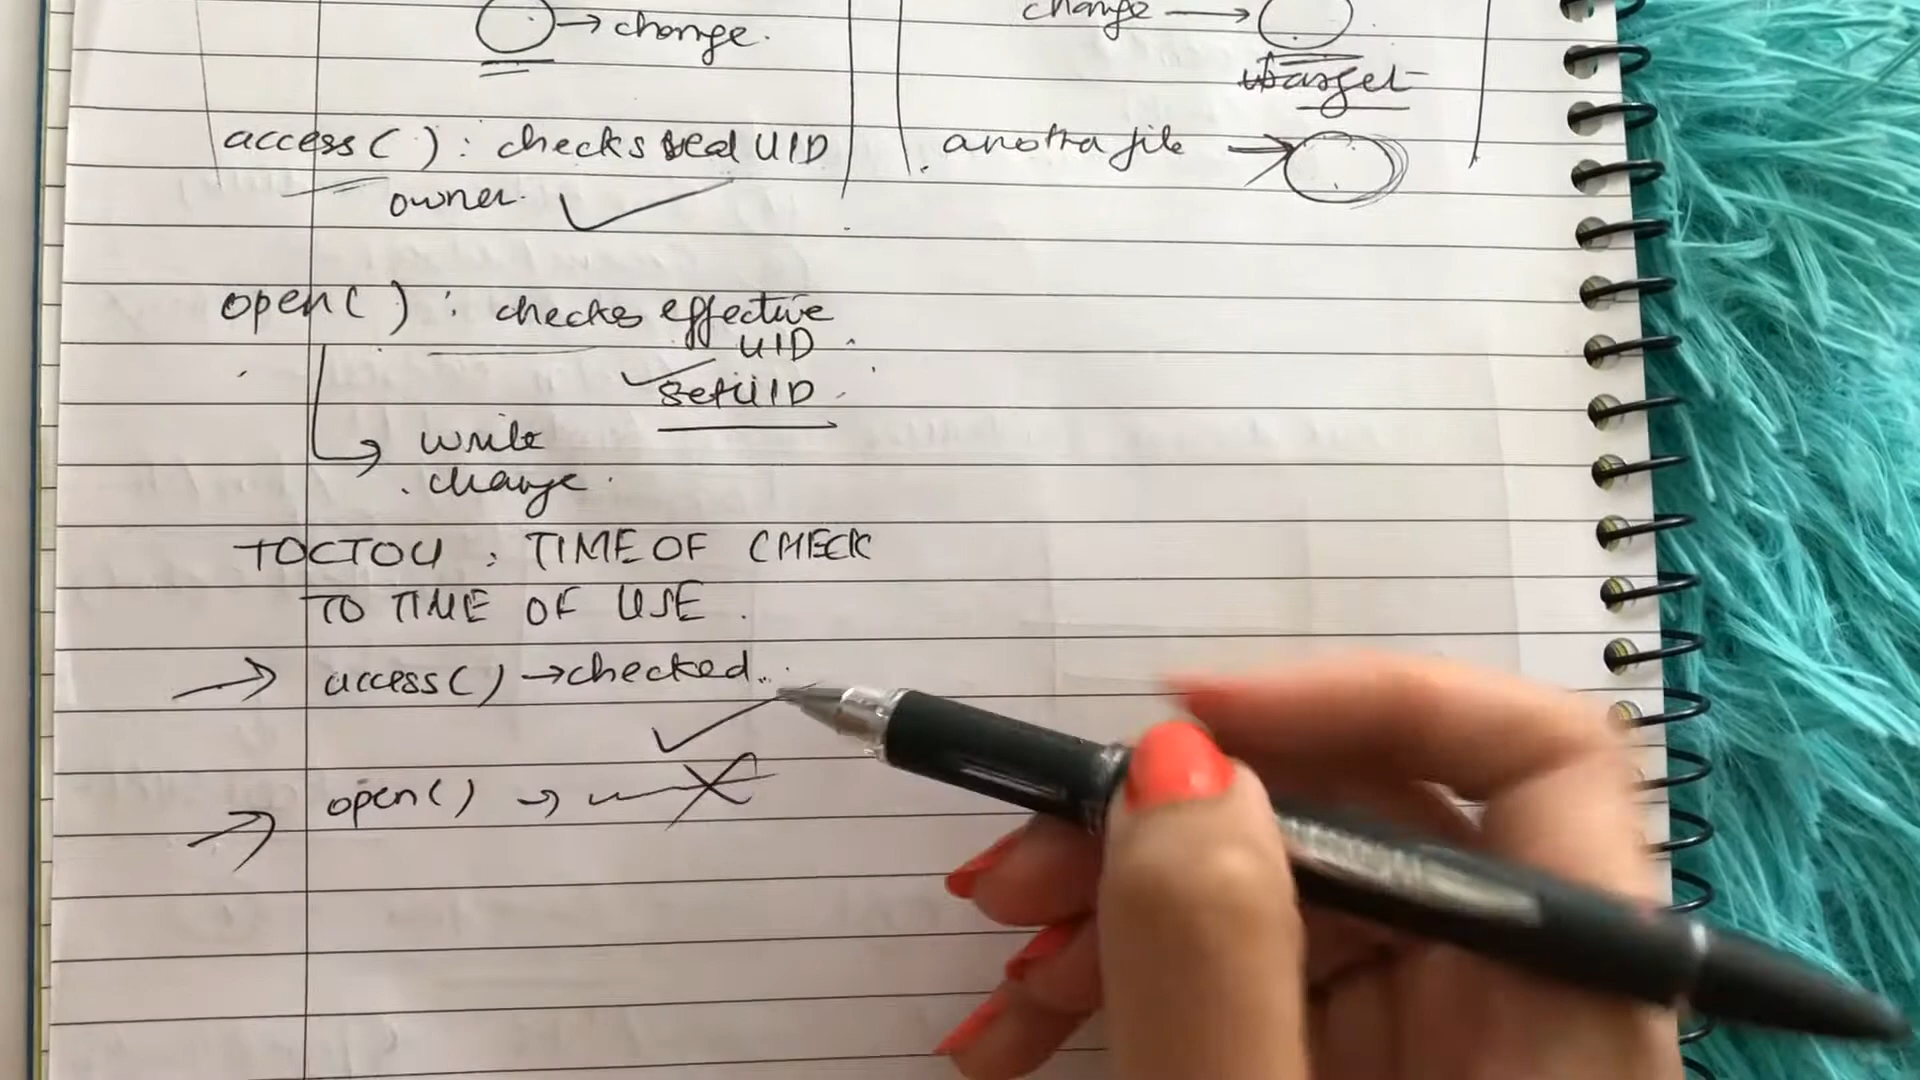 → change.
change →
target
access( ) : checks real UID
owner.
anotha file →
open( ) : checks effective
UID
setUID
write
change
TOCTOU : TIME OF CHECK
TO TIME OF USE.
→ access() → checked.
→ open() →